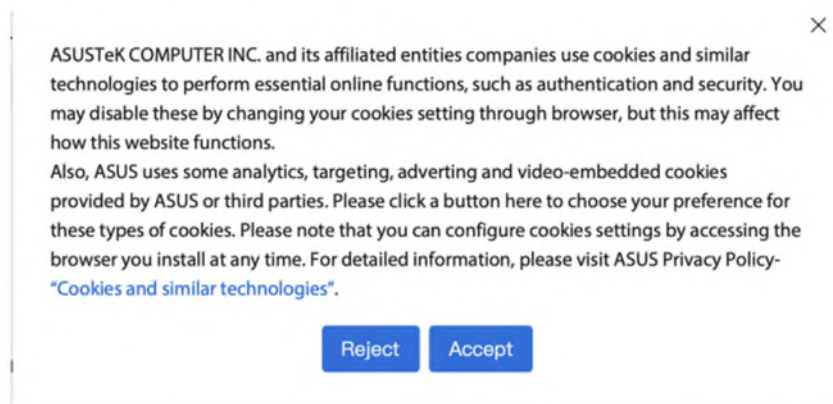 ASUSTeK COMPUTER INC. and its affiliated entities companies use cookies and similar
technologies to perform essential online functions, such as authentication and security. You
may disable these by changing your cookies setting through browser, but this may affect
how this website functions.
Also, ASUS uses some analytics, targeting, adverting and video-embedded cookies
provided by ASUS or third parties. Please click a button here to choose your preference for
these types of cookies. Please note that you can configure cookies settings by accessing the
browser you install at any time. For detailed information, please visit ASUS Privacy Policy-
“Cookies and similar technologies”.
Reject Accept